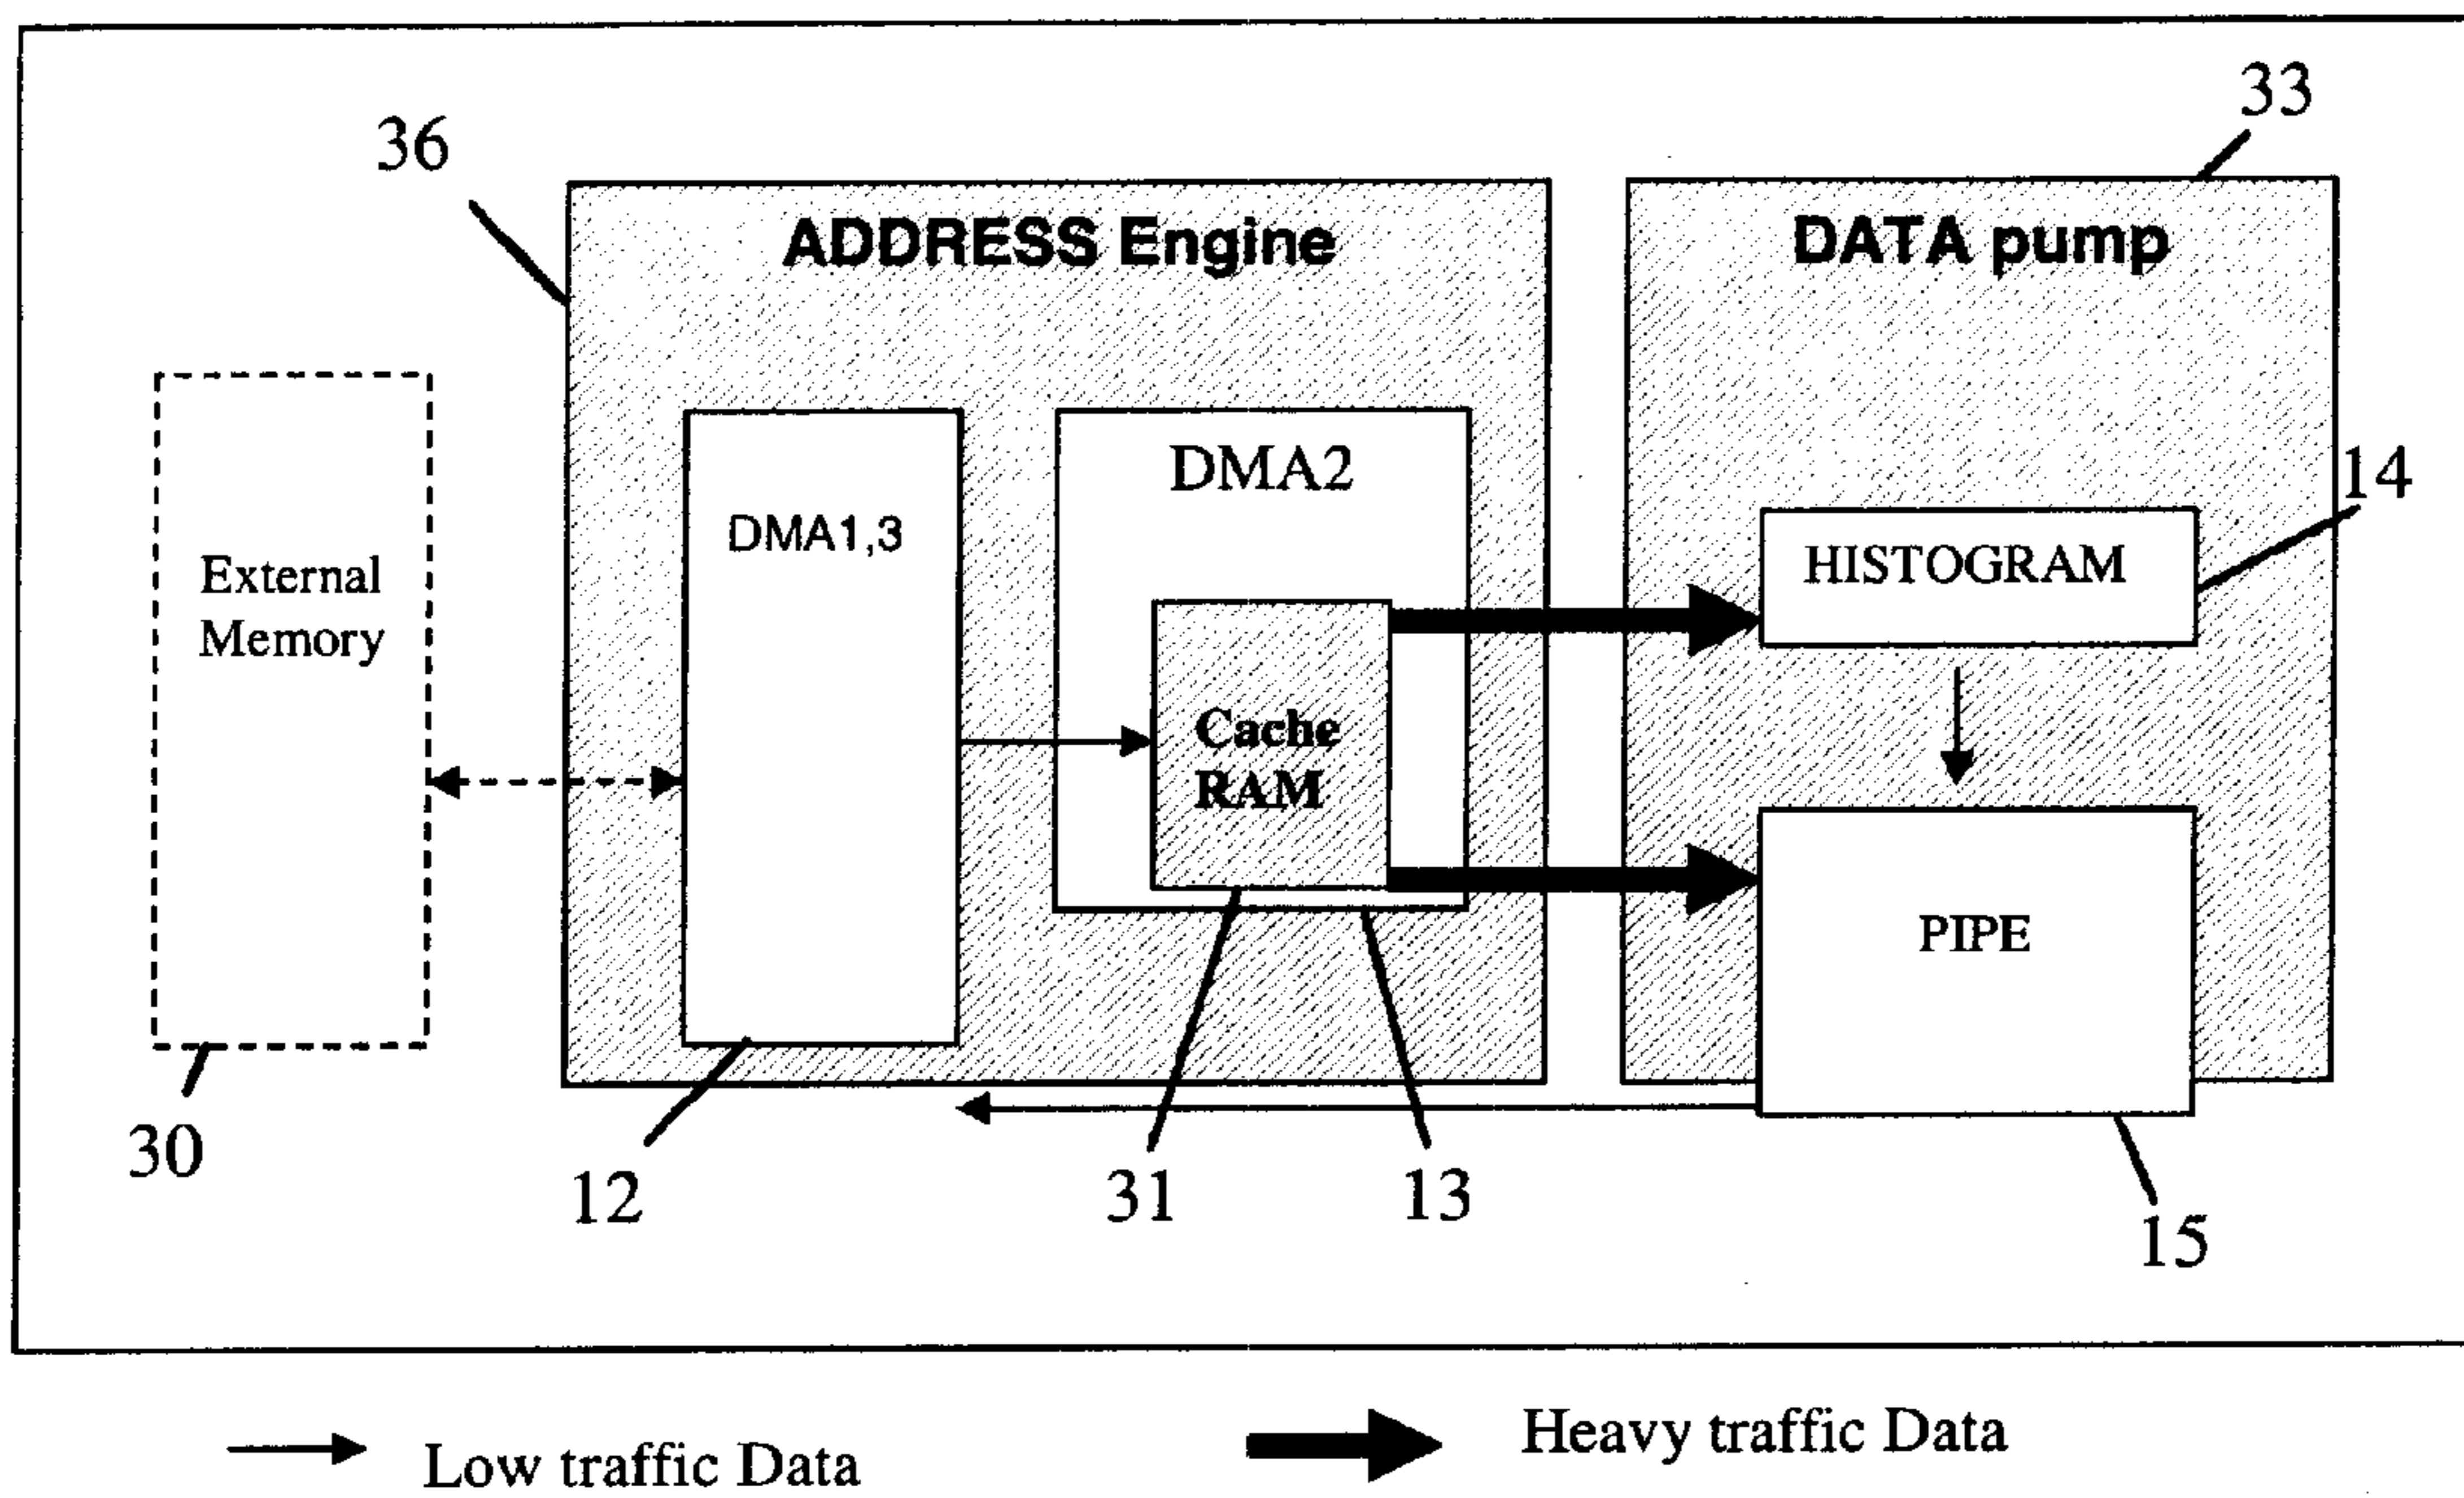 33
36
ADDRESS Engine
DATA pump
DMA2
14
DMA1,3
HISTOGRAM
External
Memory
Cache
RAM
PIPE
30
12
31
13
15
Low traffic Data
Heavy traffic Data